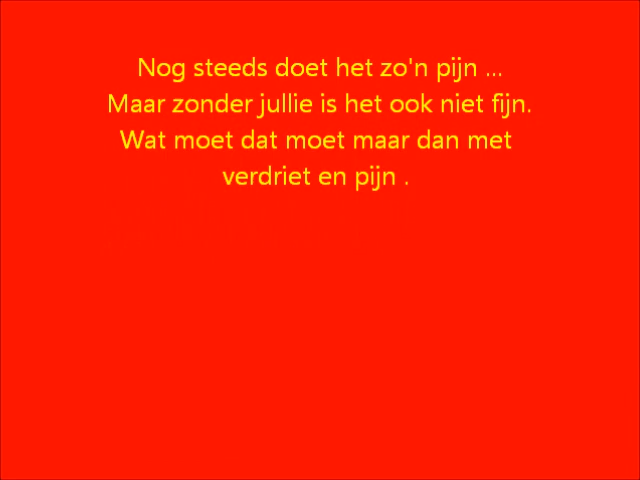 Nog steeds doet het zo'n pijn ...
Maar zonder jullie is het ook niet fijn.
Wat moet dat moet maar dan met
verdriet en pijn .